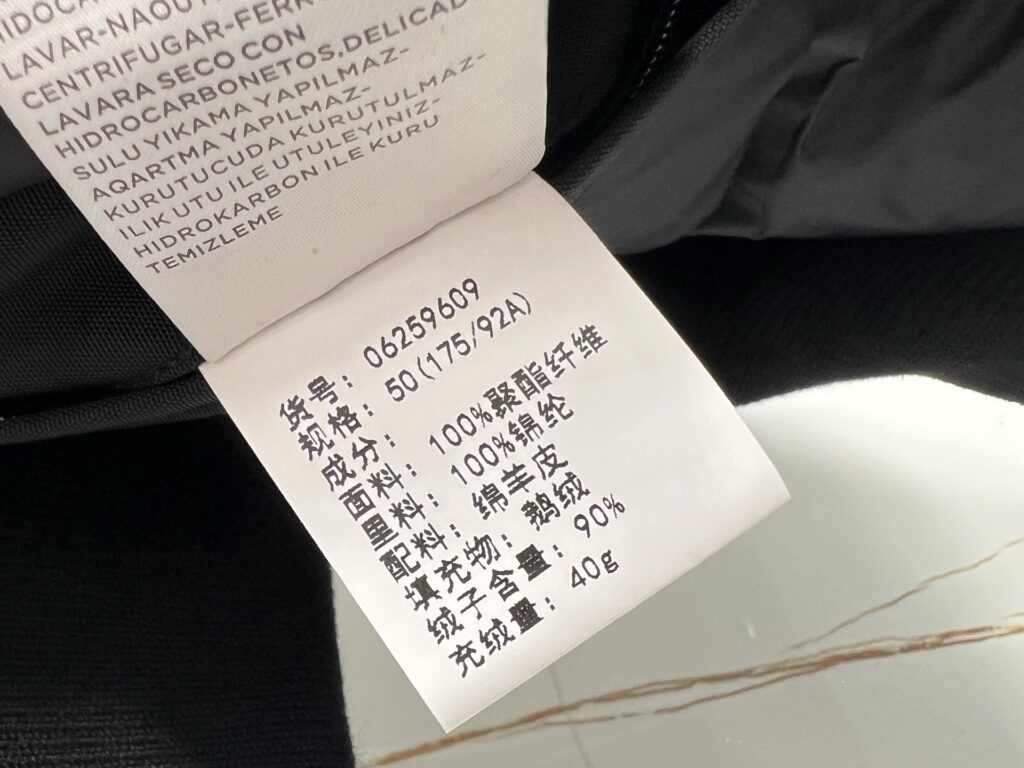 LAVAR-NAOU
CENTRIFUGAR-FERR
LAVARA SECO CON
HIDROCARBONETOS.DELICAD
SULU YIKAMA YAPILMAZ-
AQARTMA YAPILMAZ-
KURUTUCUDA KURUTULMAZ-
ILIK UTU ILE UTULEYINIZ-
HIDROKARBON ILE KURU
TEMIZLEME
货号: 06259609
规格: 50(175/92A)
成分:
面料: 100%聚酯纤维
里料: 100%锦纶
配料: 绵羊皮
填充物: 鹅绒
绒子含量: 90%
充绒量: 40g